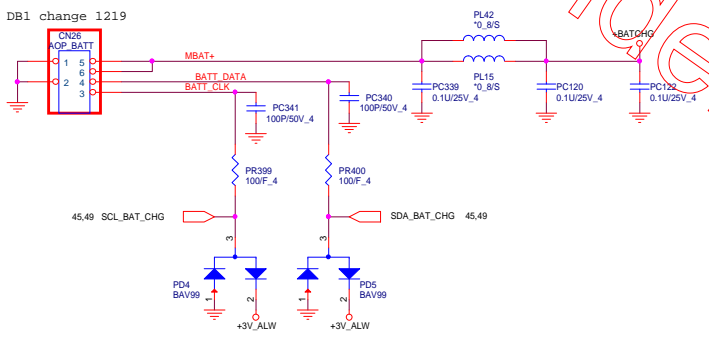 DB1 change 1219
CN26
AOP_BATT
1 5
6
2 4
3
MBAT+
BATT_DATA
BATT_CLK
PL42
*0_8/S
PL15
*0_8/S
+BATCHG
PC339
0.1U/25V_4
PC120
0.1U/25V_4
PC122
0.1U/25V_4
PC341
100P/50V_4
PC340
100P/50V_4
PR399
100/F_4
PR400
100/F_4
45,49 SCL_BAT_CHG
SDA_BAT_CHG 45,49
3
3
PD4
BAV99
PD5
BAV99
1
2
1
2
+3V_ALW
+3V_ALW